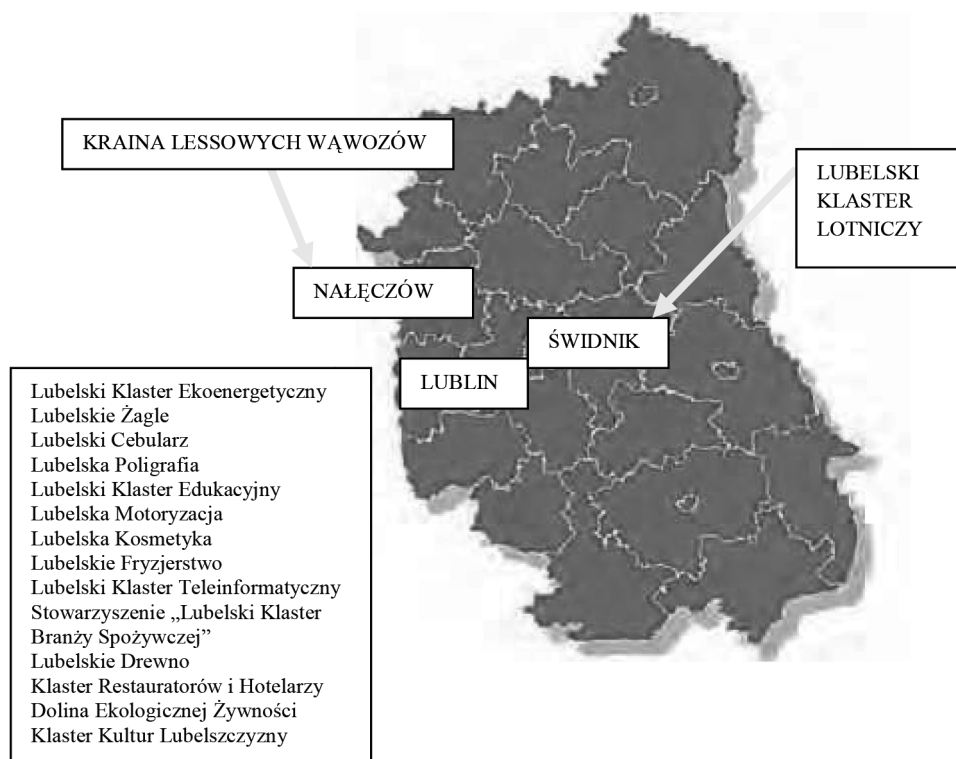 KRAINA LESSOWYCH WĄWOZÓW
LUBELSKI
KLASTER
LOTNICZY
NAŁĘCZÓW
ŚWIDNIK
LUBLIN
Lubelski Klaster Ekoenergetyczny
Lubelskie Żagle
Lubelski Cebularz
Lubelska Poligrafia
Lubelski Klaster Edukacyjny
Lubelska Motoryzacja
Lubelska Kosmetyka
Lubelskie Fryzjerstwo
Lubelski Klaster Teleinformatyczny
Stowarzyszenie „Lubelski Klaster
Branży Spożywczej”
Lubelskie Drewno
Klaster Restauratorów i Hotelarzy
Dolina Ekologicznej Żywności
Klaster Kultur Lubelszczyzny